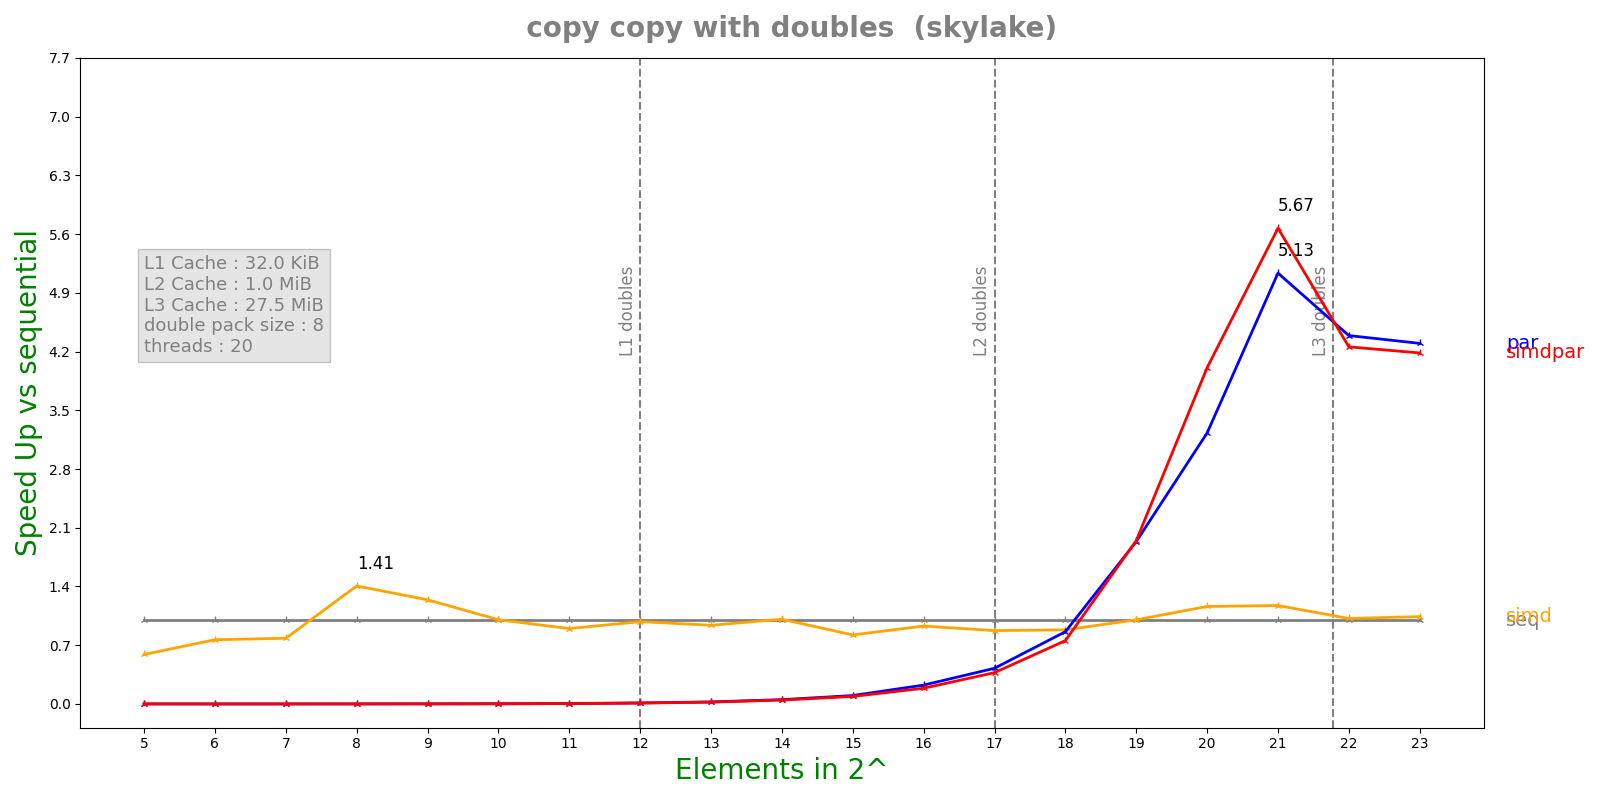 copy copy with doubles  (skylake)
7.7
7.0
6.3
5.6
4.9
4.2
3.5
2.8
2.1
1.4
0.7
0.0
Speed Up vs sequential
L1 Cache : 32.0 KiB
L2 Cache : 1.0 MiB
L3 Cache : 27.5 MiB
double pack size : 8
threads : 20
1.41
5.67
5.13
L1 doubles
L2 doubles
L3 doubles
par
simdpar
simd
seq
5 6 7 8 9 10 11 12 13 14 15 16 17 18 19 20 21 22 23
Elements in 2^